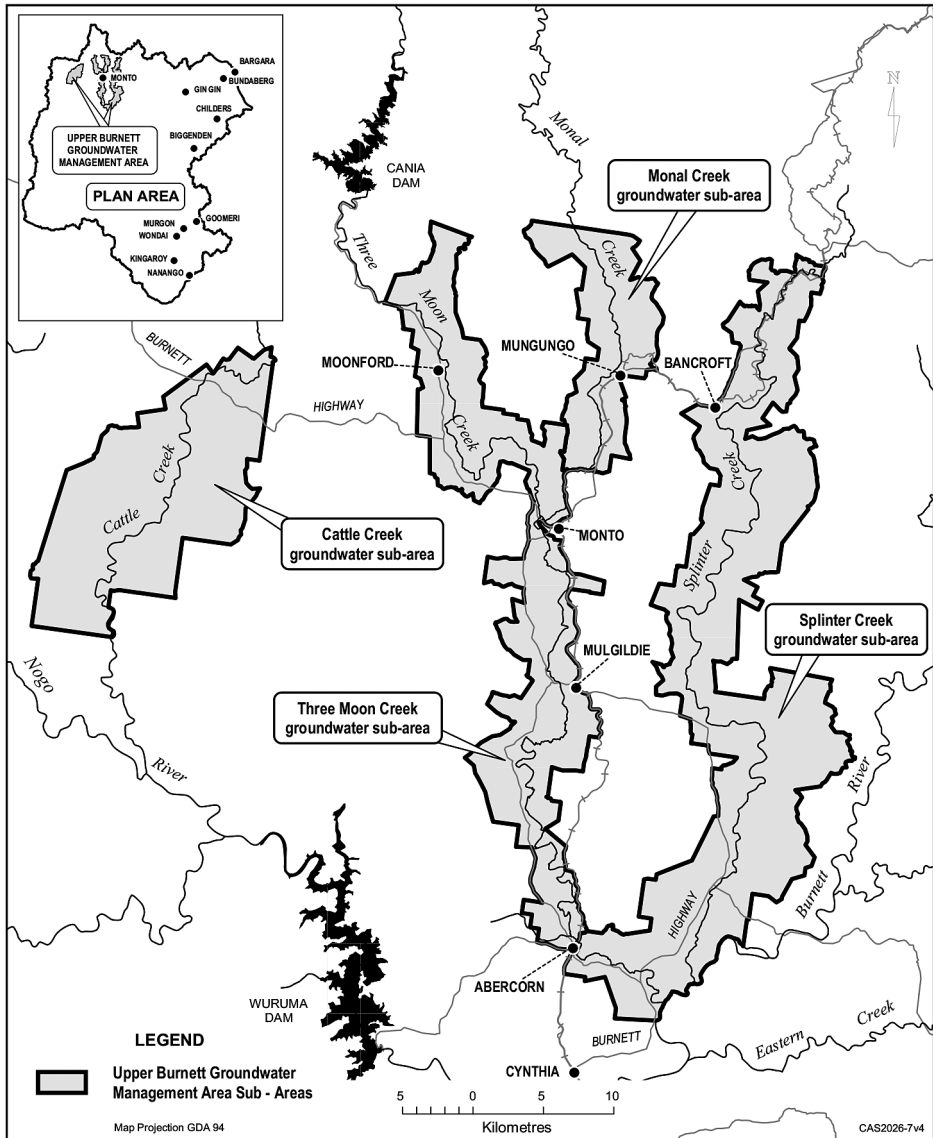 BARGARA
MONTO
BUNDABERG
GIN GIN
CHILDERS
UPPER BURNETT
GROUNDWATER
MANAGEMENT AREA
BIGGENDEN
PLAN AREA
GOOMERI
MURGON
WONDAI
KINGAROY
NANANGO
N
CANIA
DAM
Monal
Creek
Monal Creek
groundwater sub-area
Three
Moon
Creek
BURNETT
HIGHWAY
MOONFORD
MUNGUNGO
BANCROFT
Cattle
Creek
Cattle Creek
groundwater sub-area
MONTO
Splinter
Creek
Splinter Creek
groundwater sub-area
MULGILDIE
Three Moon Creek
groundwater sub-area
Nogo
River
Burnett
River
HIGHWAY
ABERCORN
WURUMA
DAM
BURNETT
Eastern
Creek
CYNTHIA
LEGEND
Upper Burnett Groundwater
Management Area Sub - Areas
5 0 5 10
Kilometres
Map Projection GDA 94
CAS2026-7v4